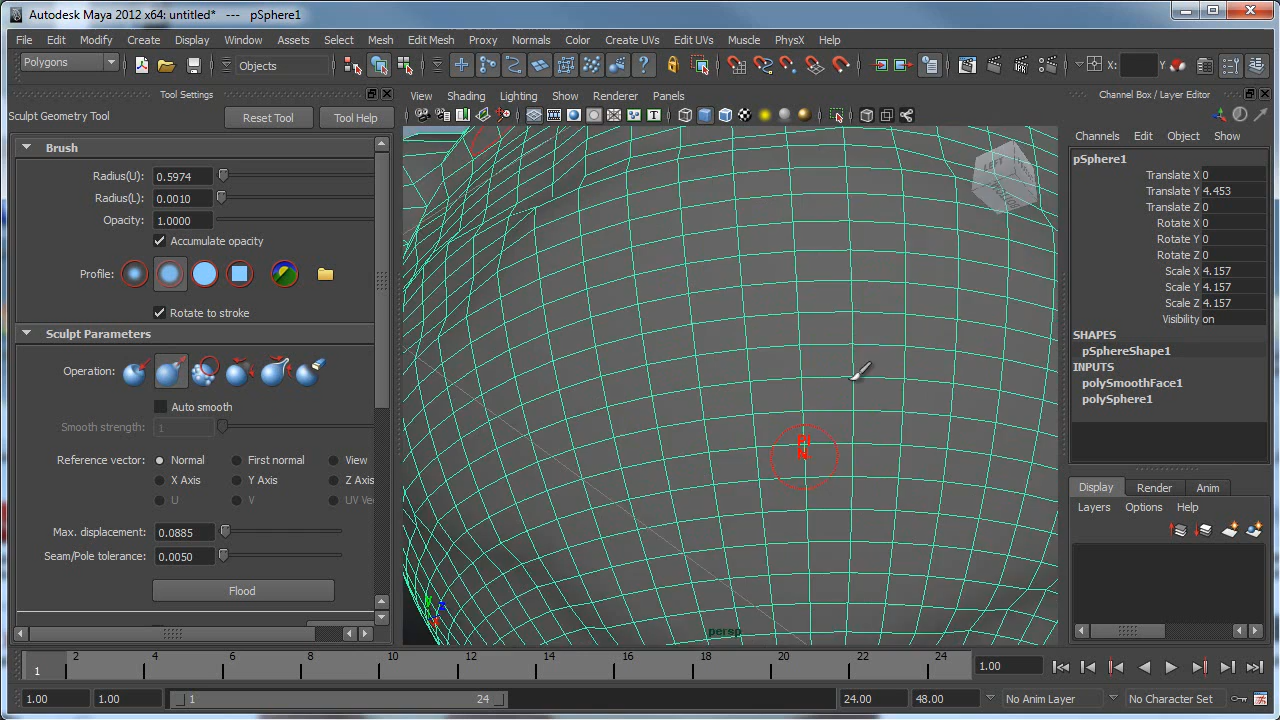 Autodesk Maya 2012 x64: untitled*   ---   pSphere1
File Edit Modify Create Display Window Assets Select Mesh Edit Mesh Proxy Normals Color Create UVs Edit UVs Muscle PhysX Help
Polygons Objects X: Y
Tool Settings
Sculpt Geometry Tool Reset Tool Tool Help
Brush
Radius(U): 0.5974
Radius(L): 0.0010
Opacity: 1.0000
Accumulate opacity
Profile:
Rotate to stroke
Sculpt Parameters
Operation:
Auto smooth
Smooth strength: 1
Reference vector: Normal First normal View
X Axis Y Axis Z Axis
U V UV Vec
Max. displacement: 0.0885
Seam/Pole tolerance: 0.0050
Flood
View Shading Lighting Show Renderer Panels
LEFT
persp
Channel Box / Layer Editor
Channels Edit Object Show
pSphere1
Translate X 0
Translate Y 4.453
Translate Z 0
Rotate X 0
Rotate Y 0
Rotate Z 0
Scale X 4.157
Scale Y 4.157
Scale Z 4.157
Visibility on
SHAPES
pSphereShape1
INPUTS
polySmoothFace1
polySphere1
Display Render Anim
Layers Options Help
1 2 4 6 8 10 12 14 16 18 20 22 24 1.00
1.00 1.00 1 24 24.00 48.00 No Anim Layer No Character Set